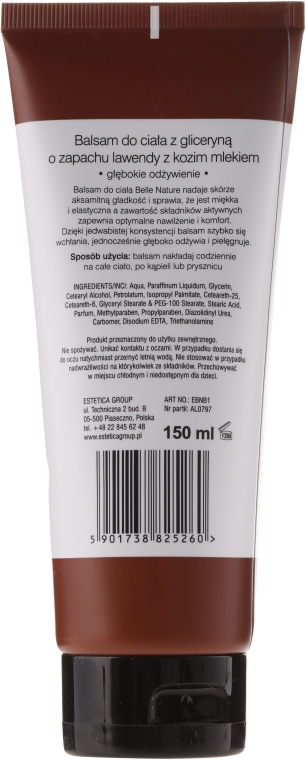 Balsam do ciała z gliceryną
o zapachu lawendy z kozim mlekiem
• głębokie odżywienie •
Balsam do ciała Belle Nature nadaje skórze
aksamitną gładkość i sprawia, że jest miękka
i elastyczna a zawartość składników aktywnych
zapewnia optymalne nawilżenie i komfort.
Dzięki jedwabistej konsystencji balsam szybko się
wchłania, jednocześnie głęboko odżywia i pielęgnuje.
Sposób użycia: balsam nakładaj codziennie
na całe ciało, po kąpieli lub prysznicu
INGREDIENTS/INCI: Aqua, Paraffinum Liquidum, Glyceryn,
Cetearyl Alcohol, Petrolatum, Isopropyl Palmitate, Ceteareth-25,
Ceteareth-6, Glyceryl Stearate & PEG-100 Stearate, Stearic Acid,
Parfum, Methylparaben, Propylparaben, Diazolidinyl Urea,
Carbomer, Disodium EDTA, Triethanolamine
Produkt przeznaczony do użytku zewnętrznego.
Nie spożywać. Unikać kontaktu z oczami. W przypadku dostania się
do oczu natychmiast przemyć letnią wodą. Nie stosować w przypadku
nadwrażliwości na którykolwiek ze składników. Przechowywać
w miejscu chłodnym i niedostępnym dla dzieci.
ESTETICA GROUP
ul. Techniczna 2 bud. B
05-500 Piaseczno, Polska
tel. + 48 22 845 62 48
www.esteticagroup.pl
ART NO.: EBNB1
Nr partii: AL0797
150 ml
12M
5 901738 825260 >